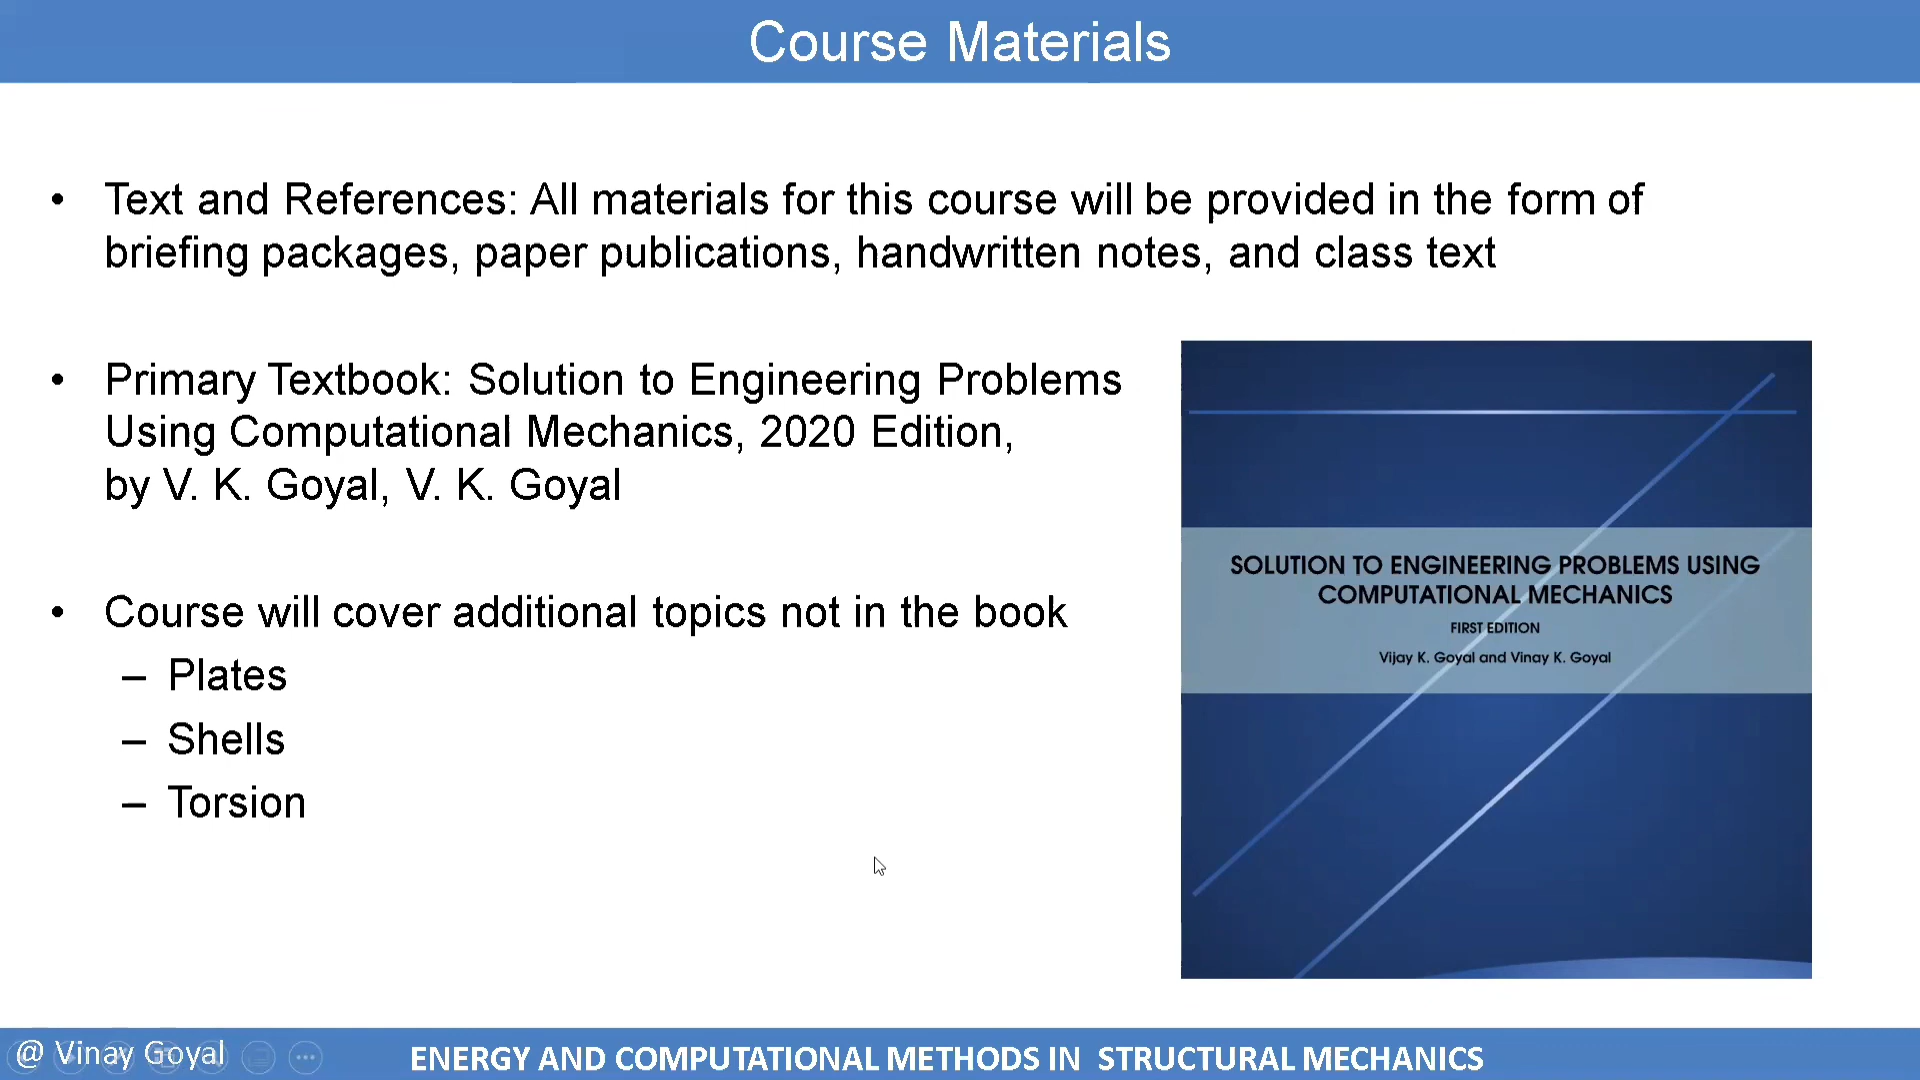 Course Materials
• Text and References: All materials for this course will be provided in the form of
briefing packages, paper publications, handwritten notes, and class text
• Primary Textbook: Solution to Engineering Problems
Using Computational Mechanics, 2020 Edition,
by V. K. Goyal, V. K. Goyal
• Course will cover additional topics not in the book
– Plates
– Shells
– Torsion
SOLUTION TO ENGINEERING PROBLEMS USING
COMPUTATIONAL MECHANICS
FIRST EDITION
Vijay K. Goyal and Vinay K. Goyal
@ Vinay Goyal
ENERGY AND COMPUTATIONAL METHODS IN STRUCTURAL MECHANICS